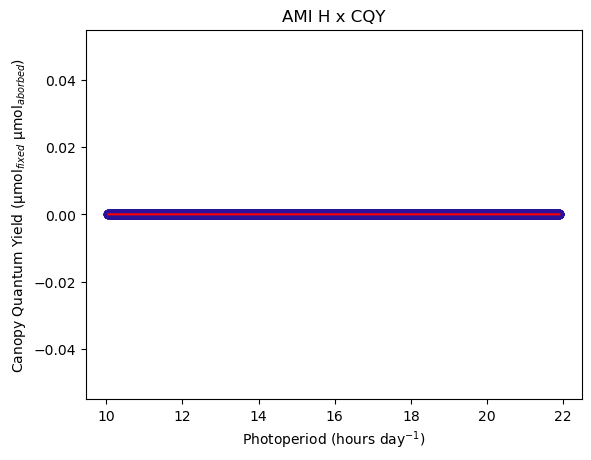 AMI H x CQY
Canopy Quantum Yield (µmol_fixed µmol_aborbed)
0.04
0.02
0.00
−0.02
−0.04
10 12 14 16 18 20 22
Photoperiod (hours day⁻¹)